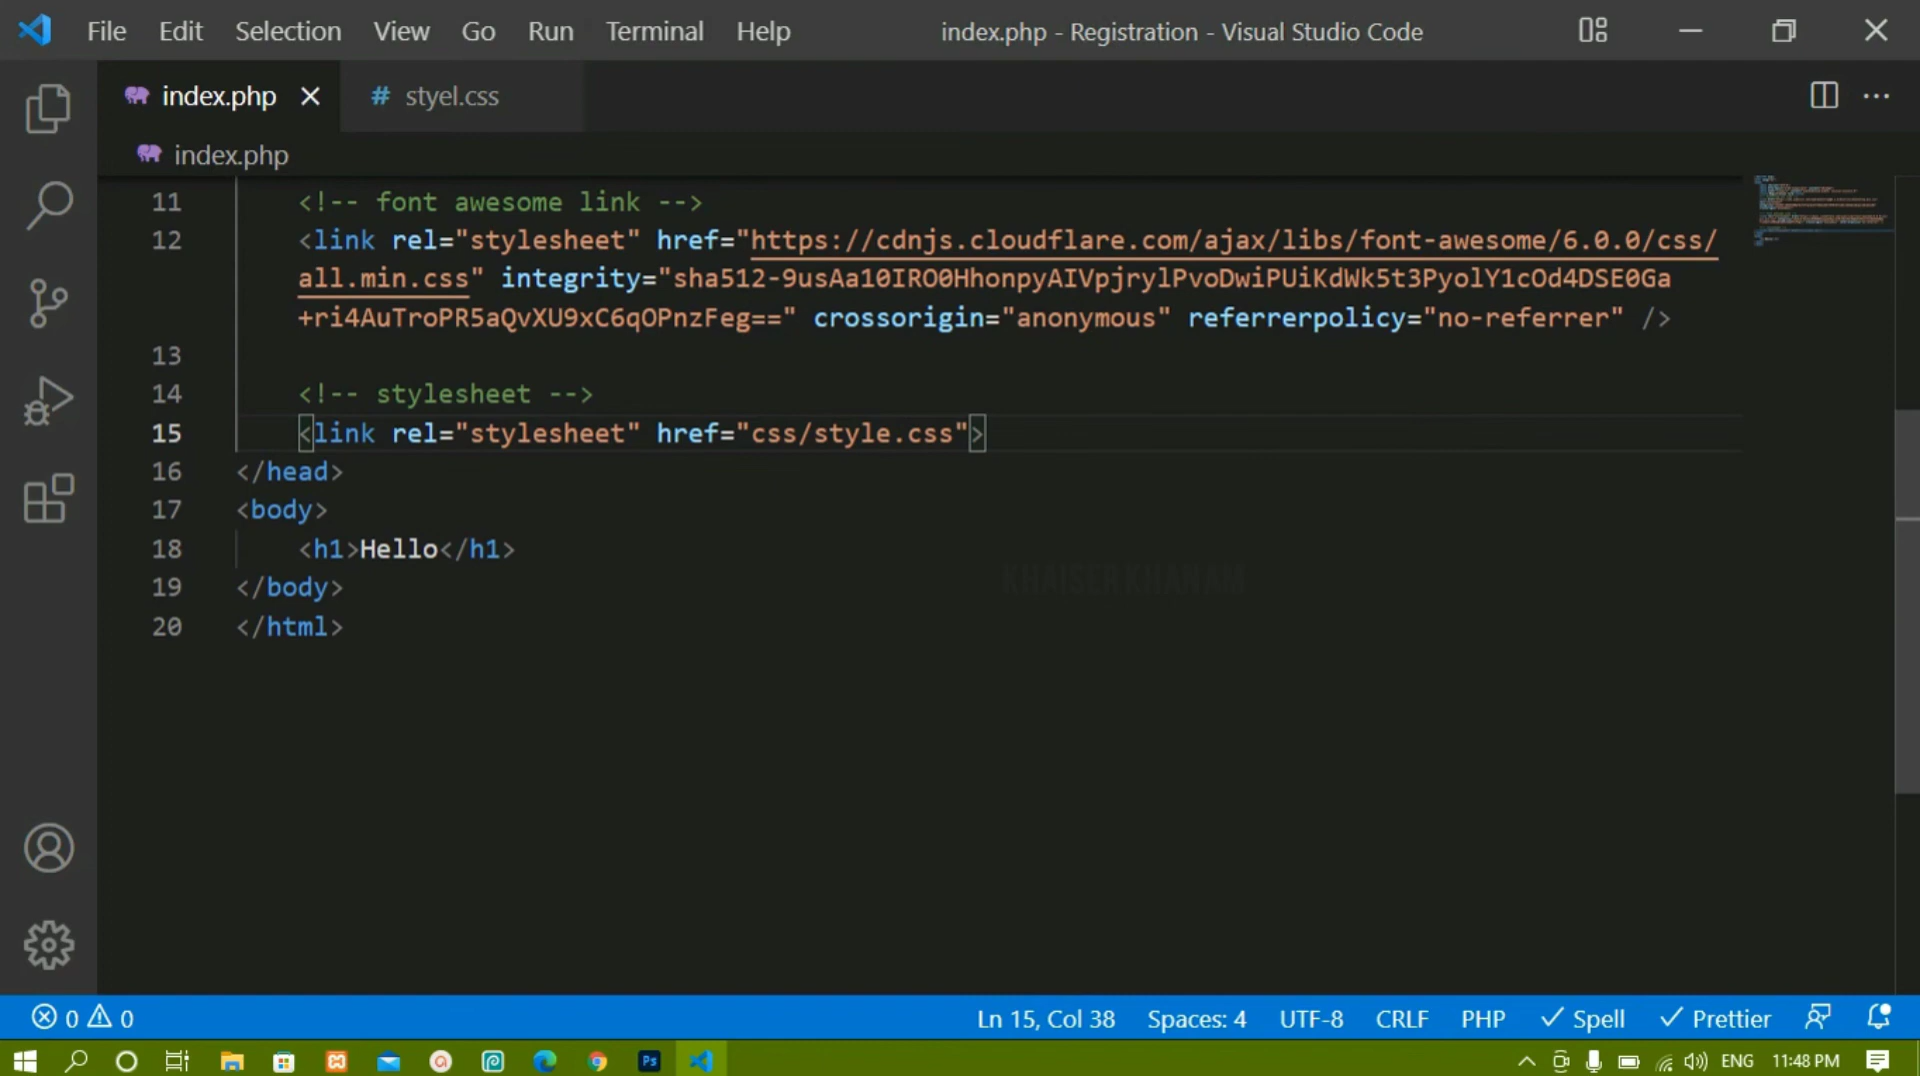 File Edit Selection View Go Run Terminal Help index.php - Registration - Visual Studio Code
index.php styel.css
index.php
11 <!-- font awesome link -->
12 <link rel="stylesheet" href="https://cdnjs.cloudflare.com/ajax/libs/font-awesome/6.0.0/css/
all.min.css" integrity="sha512-9usAa10IRO0HhonpyAIVpjrylPvoDwiPUiKdWk5t3PyolY1cOd4DSE0Ga
+ri4AuTroPR5aQvXU9xC6qOPnzFeg==" crossorigin="anonymous" referrerpolicy="no-referrer" />
13
14 <!-- stylesheet -->
15 <link rel="stylesheet" href="css/style.css">
16 </head>
17 <body>
18 <h1>Hello</h1>
19 </body>
20 </html>
KHAISER KHANAM
0 0 Ln 15, Col 38 Spaces: 4 UTF-8 CRLF PHP Spell Prettier
Ps ENG 11:48 PM